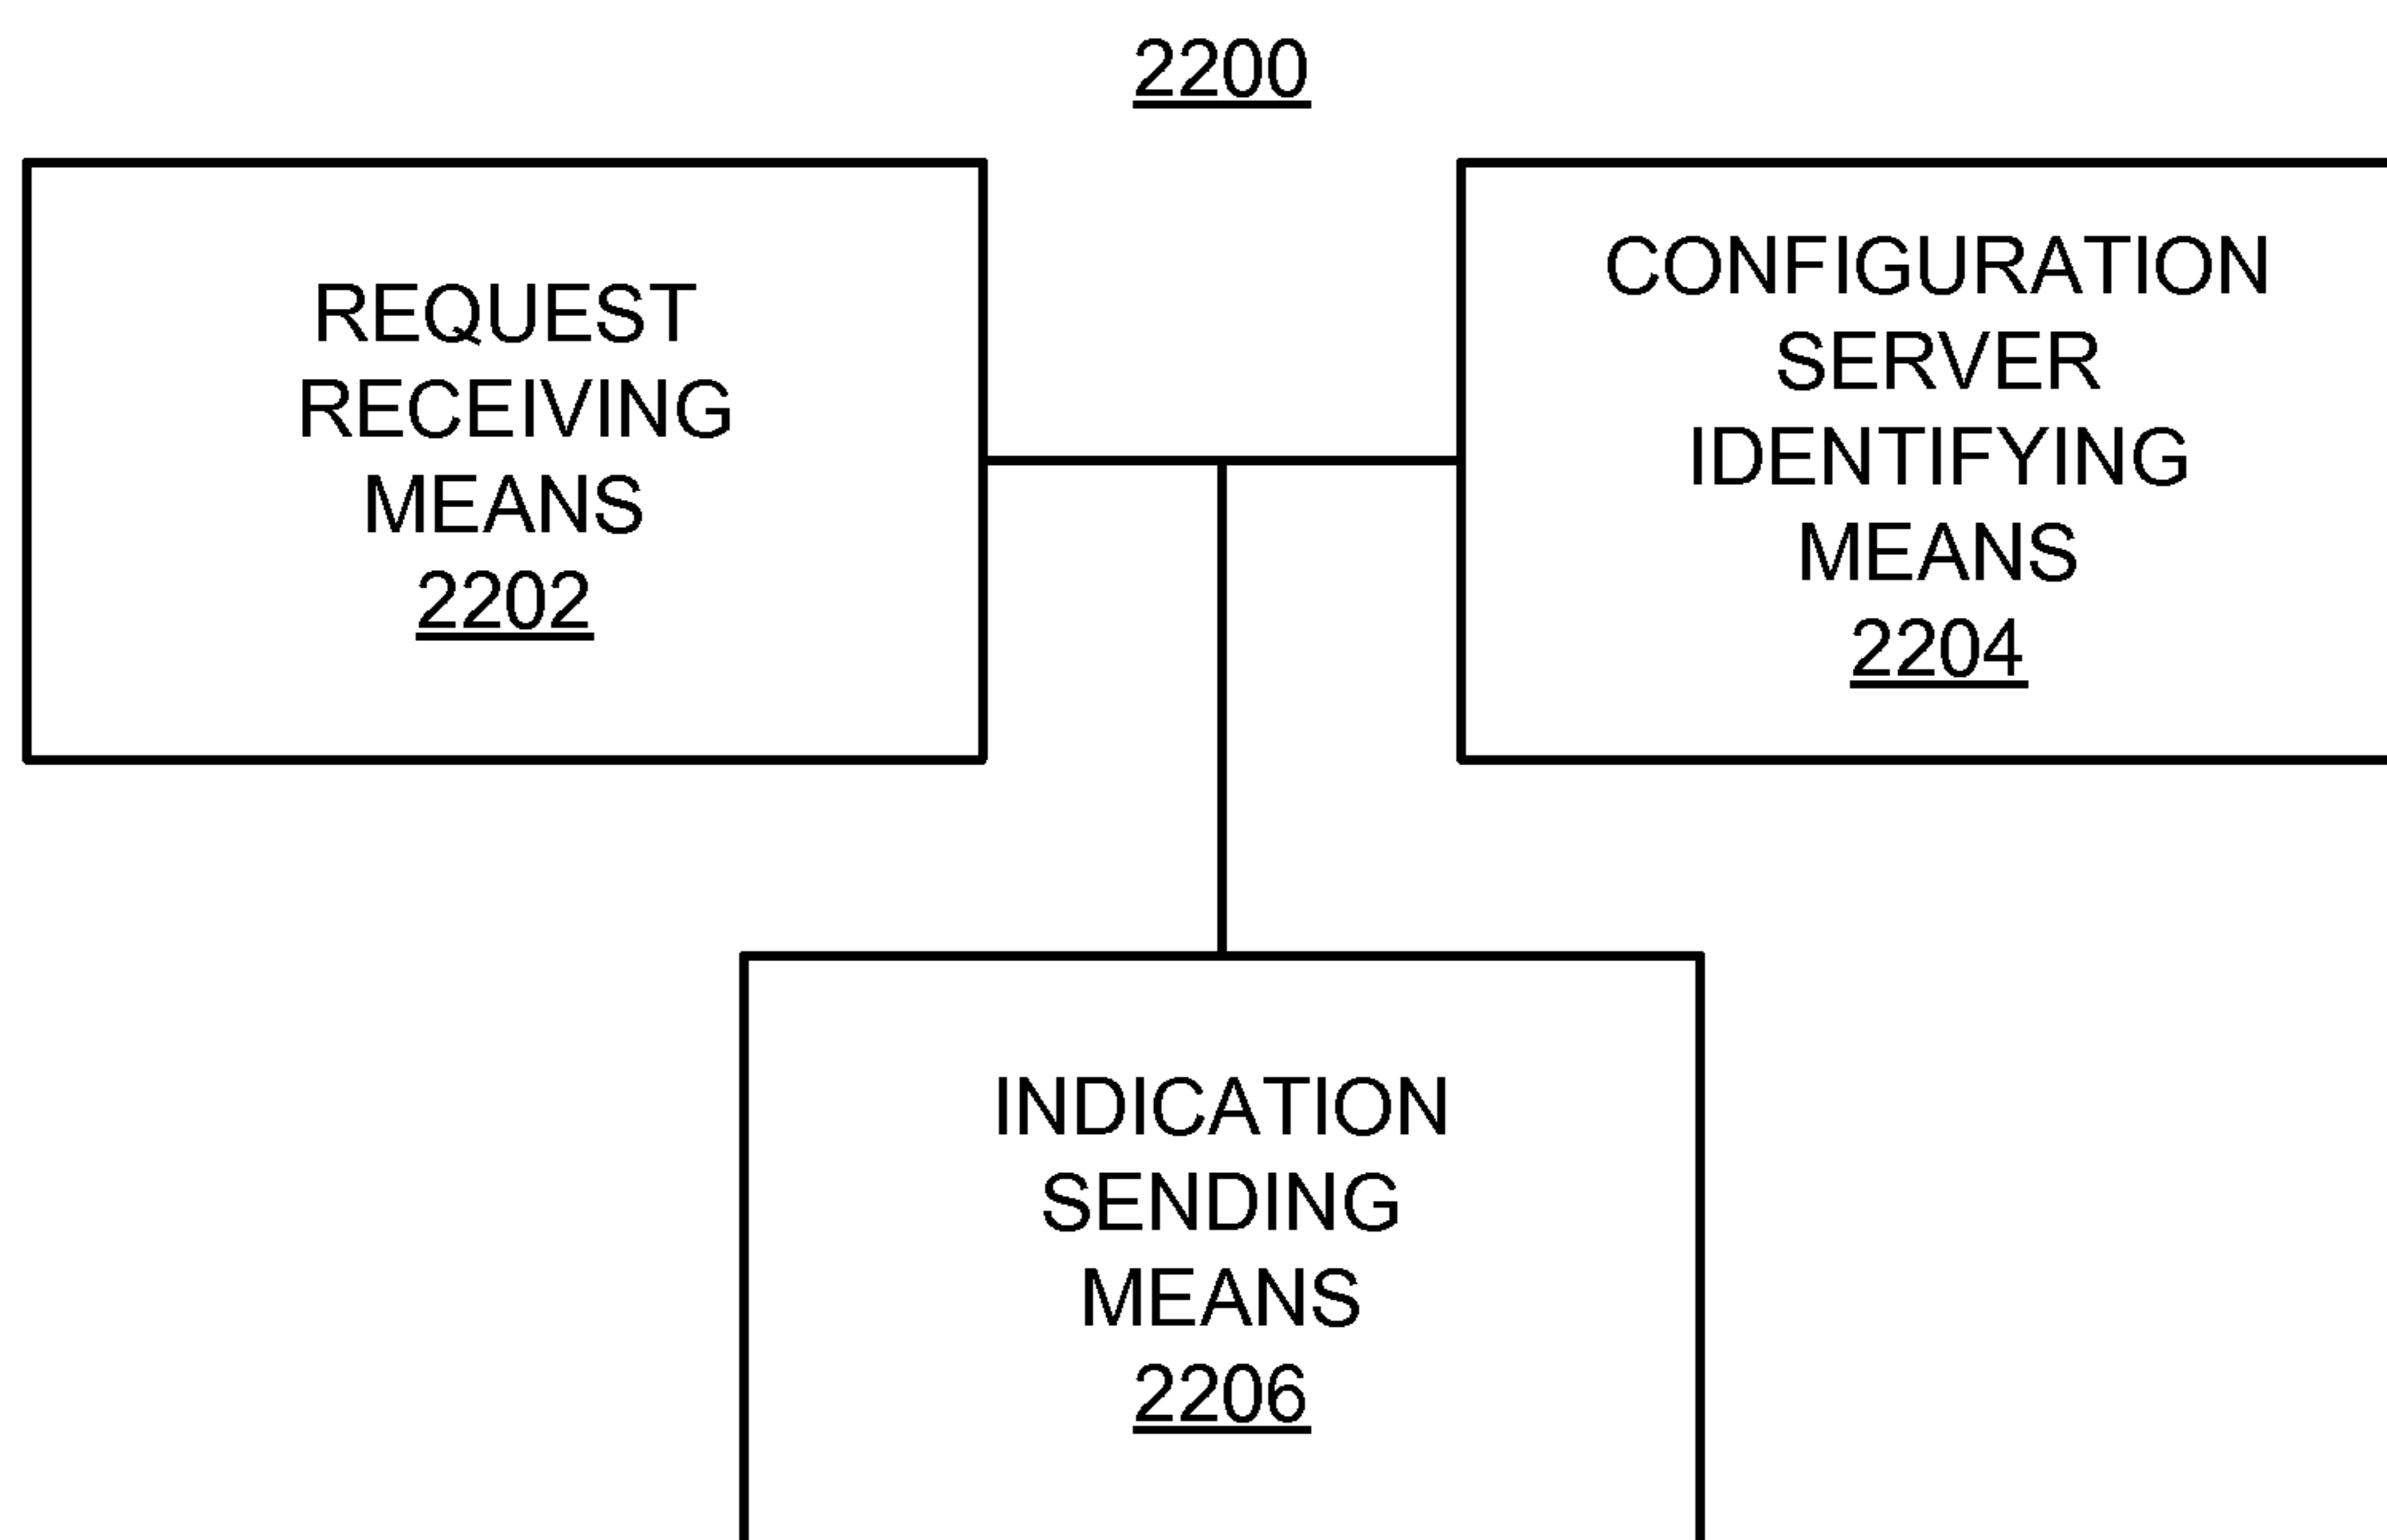 2200
REQUEST
RECEIVING
MEANS
2202
CONFIGURATION
SERVER
IDENTIFYING
MEANS
2204
INDICATION
SENDING
MEANS
2206